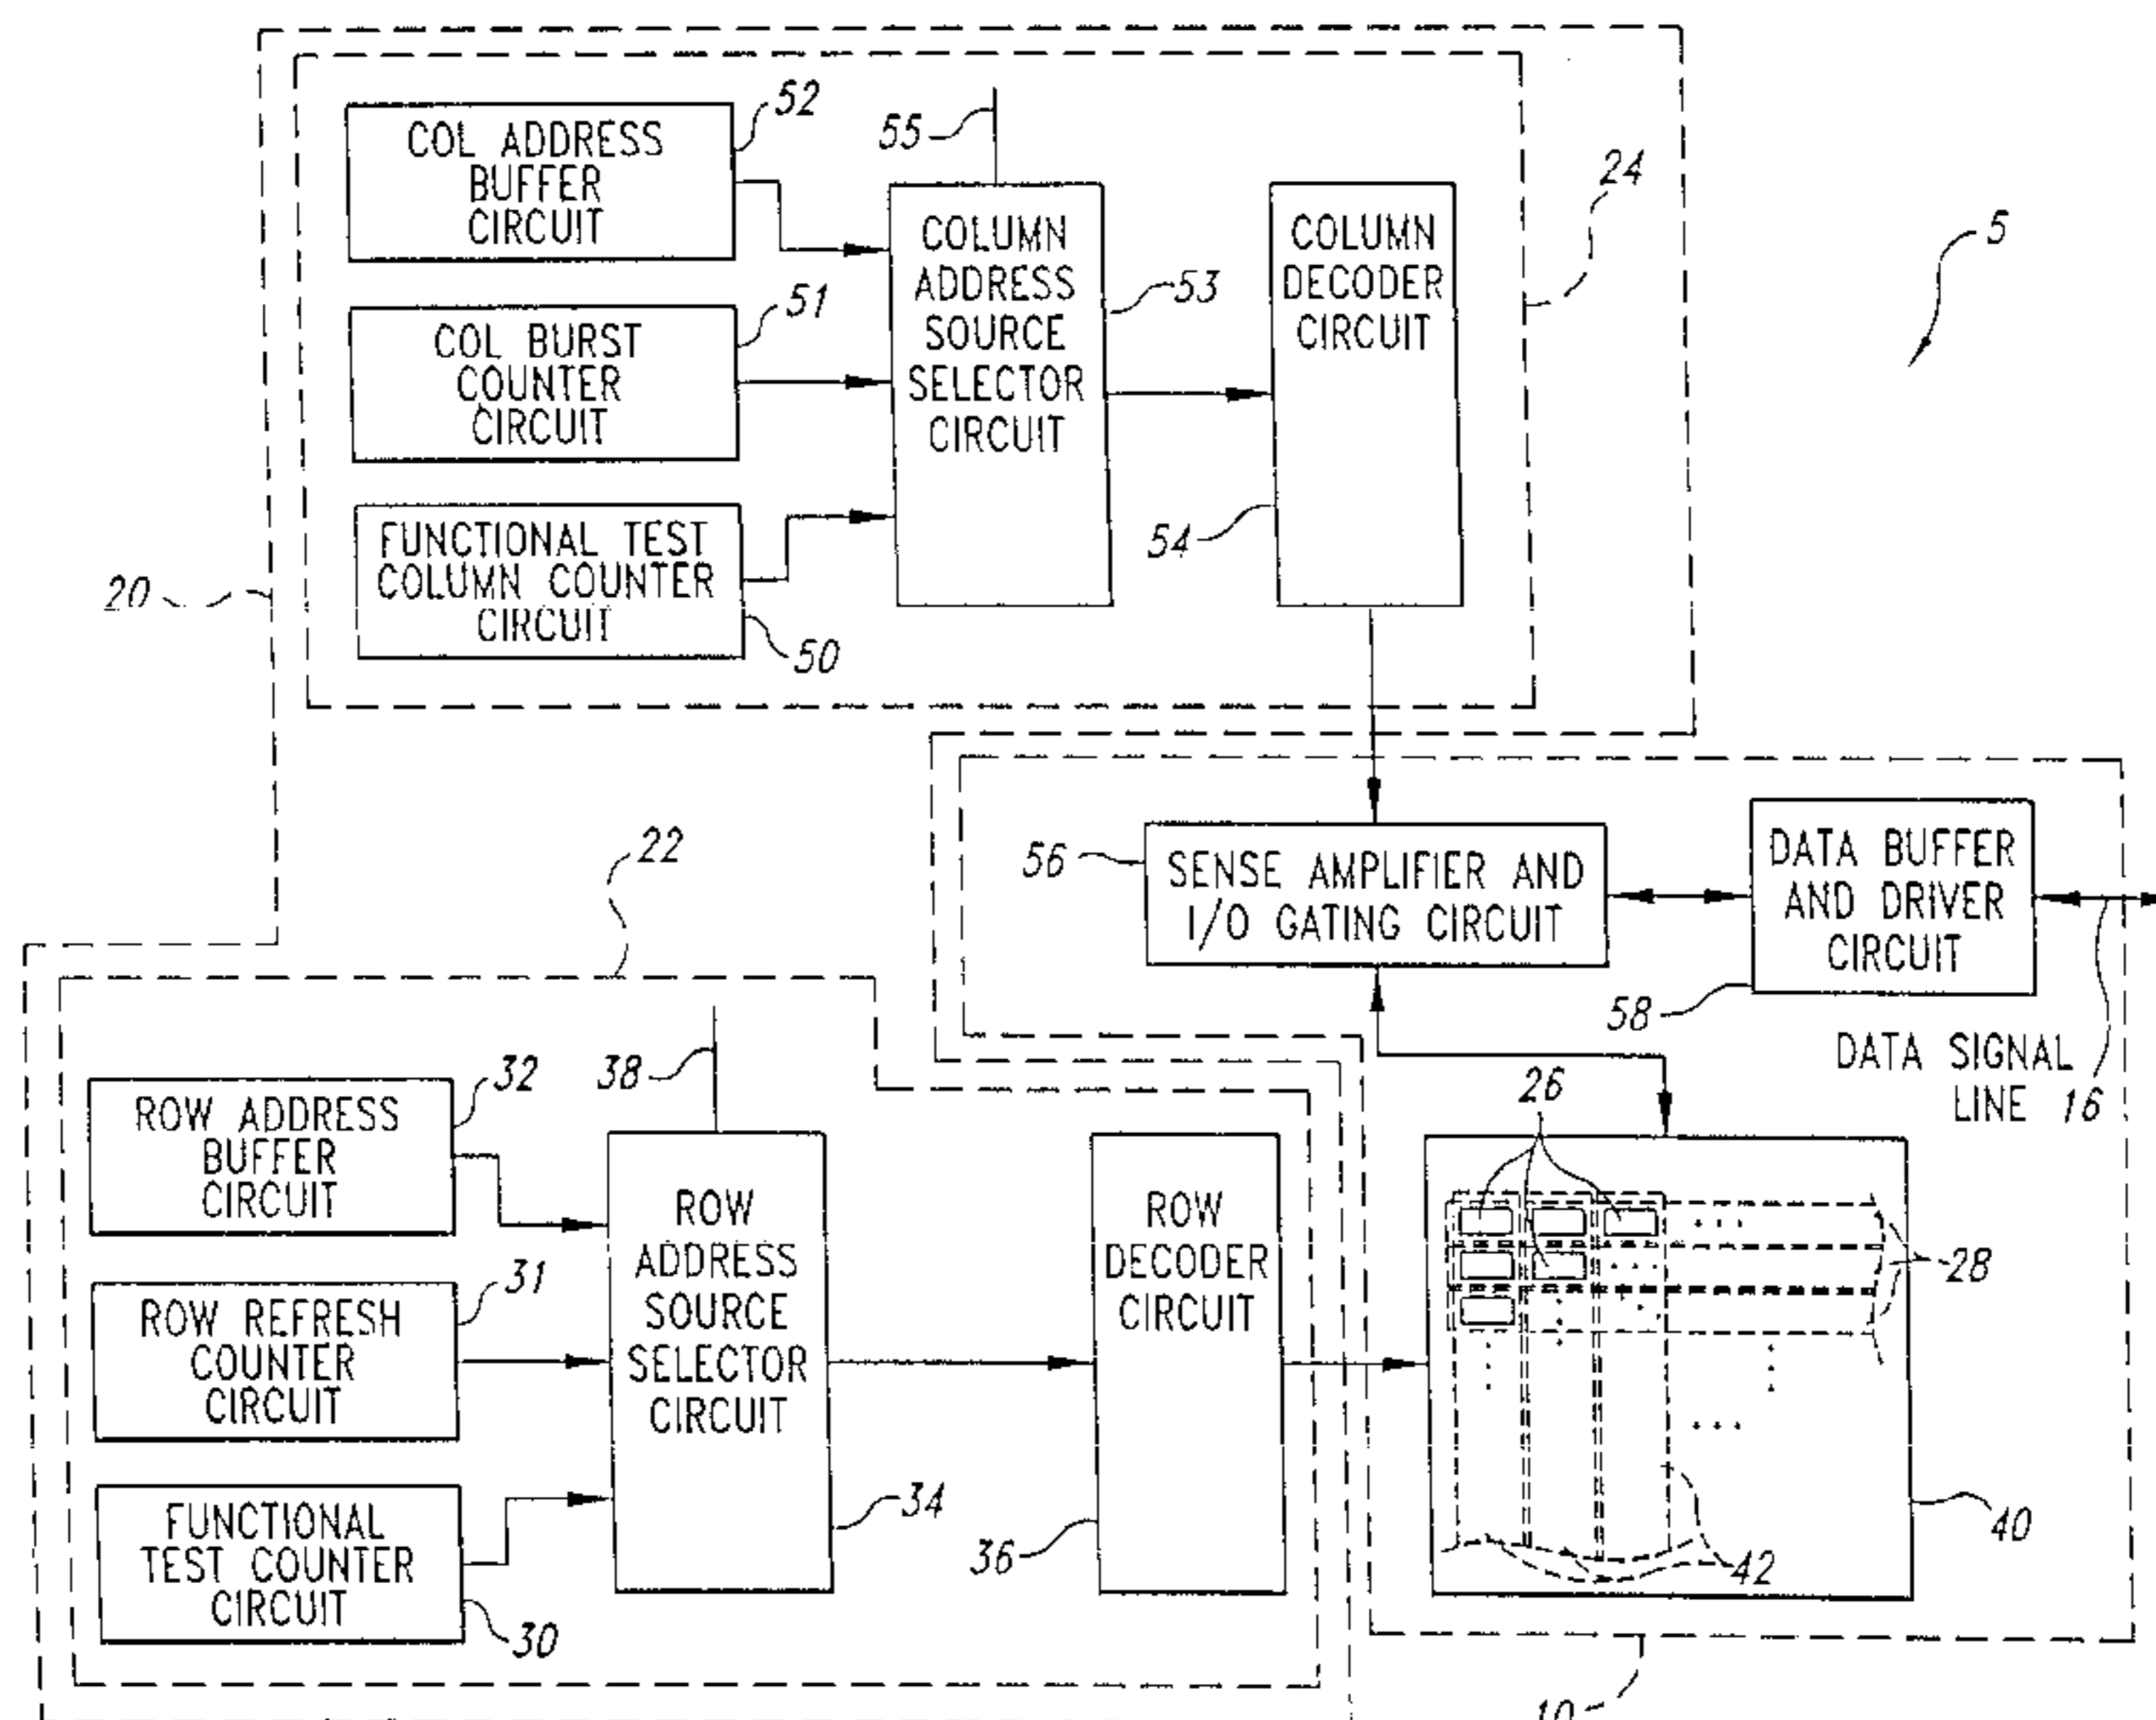 52
COL ADDRESS
BUFFER
CIRCUIT
51
COL BURST
COUNTER
CIRCUIT
FUNCTIONAL TEST
COLUMN COUNTER
CIRCUIT
50
55
COLUMN
ADDRESS
SOURCE
SELECTOR
CIRCUIT
53
COLUMN
DECODER
CIRCUIT
54
24
5
20
22
56
SENSE AMPLIFIER AND
I/O GATING CIRCUIT
DATA BUFFER
AND DRIVER
CIRCUIT
58
DATA SIGNAL
LINE 16
32
ROW ADDRESS
BUFFER
CIRCUIT
31
ROW REFRESH
COUNTER
CIRCUIT
FUNCTIONAL
TEST COUNTER
CIRCUIT
30
38
ROW
ADDRESS
SOURCE
SELECTOR
CIRCUIT
34
ROW
DECODER
CIRCUIT
36
26
28
40
42
10